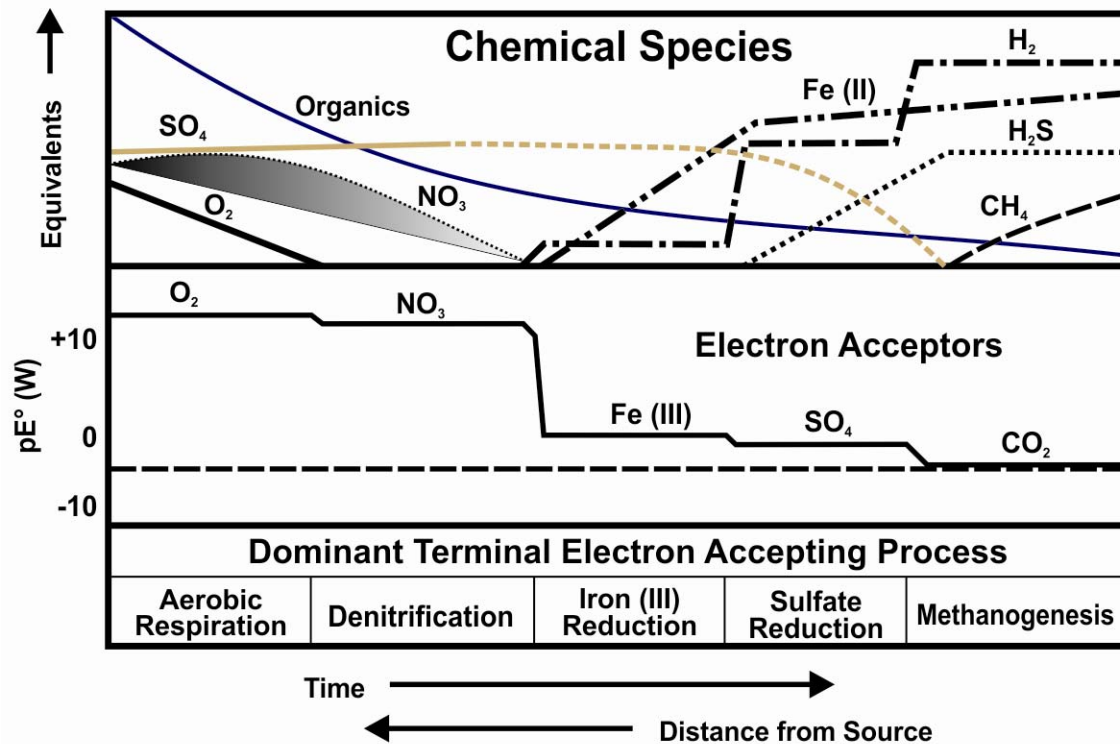 Chemical Species
H₂
Fe (II)
Organics
SO₄
H₂S
NO₃
O₂
CH₄
Equivalents
O₂
NO₃
+10
Electron Acceptors
Fe (III)
SO₄
CO₂
0
-10
pE° (W)
Dominant Terminal Electron Accepting Process
Aerobic
Respiration
Denitrification
Iron (III)
Reduction
Sulfate
Reduction
Methanogenesis
Time
Distance from Source